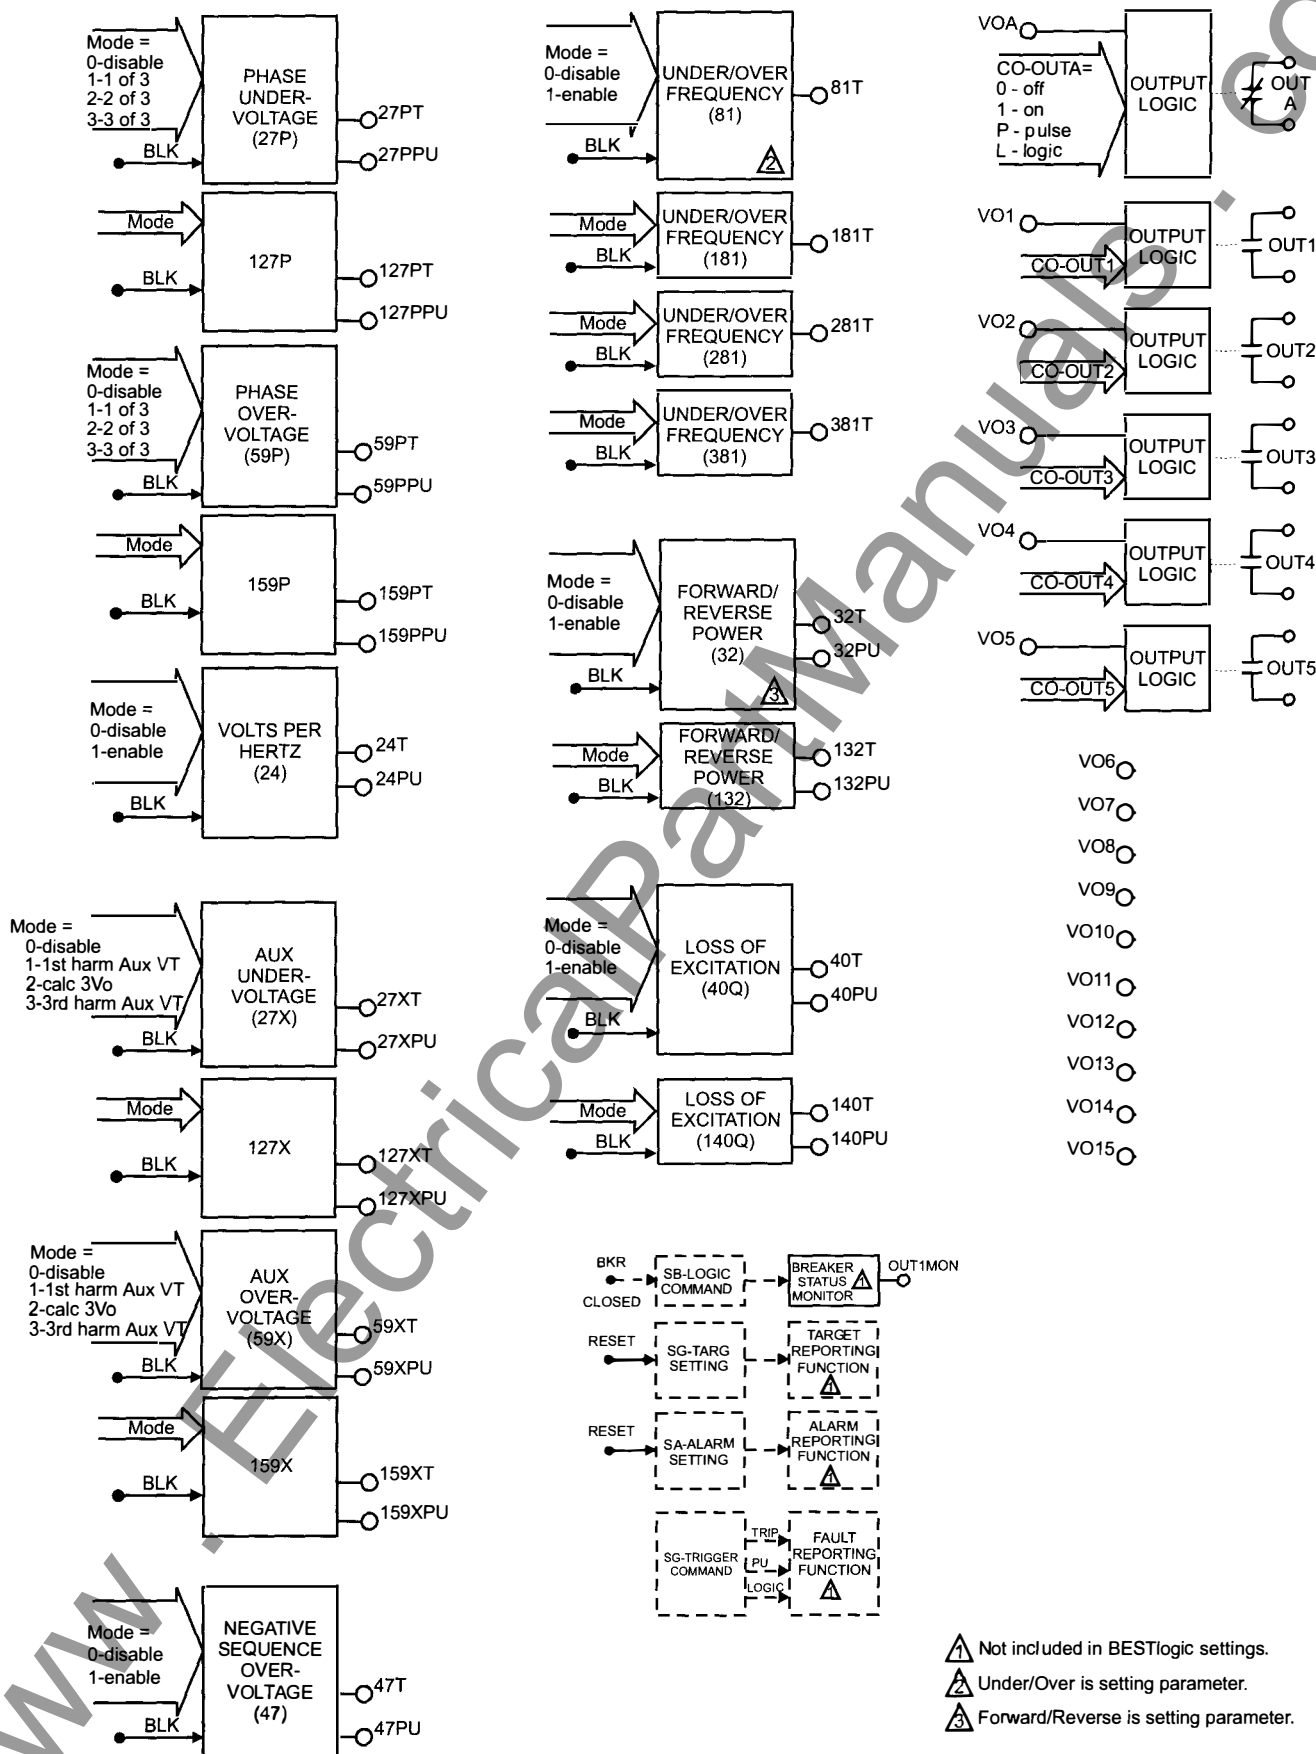 Mode =
0-disable
1-1 of 3
2-2 of 3
3-3 of 3
BLK
PHASE
UNDER-
VOLTAGE
(27P)
27PT
27PPU
Mode
BLK
127P
127PT
127PPU
Mode =
0-disable
1-1 of 3
2-2 of 3
3-3 of 3
BLK
PHASE
OVER-
VOLTAGE
(59P)
59PT
59PPU
Mode
BLK
159P
159PT
159PPU
Mode =
0-disable
1-enable
BLK
VOLTS PER
HERTZ
(24)
24T
24PU
Mode =
0-disable
1-1st harm Aux VT
2-calc 3Vo
3-3rd harm Aux VT
BLK
AUX
UNDER-
VOLTAGE
(27X)
27XT
27XPU
Mode
BLK
127X
127XT
127XPU
Mode =
0-disable
1-1st harm Aux VT
2-calc 3Vo
3-3rd harm Aux VT
BLK
AUX
OVER-
VOLTAGE
(59X)
59XT
59XPU
Mode
BLK
159X
159XT
159XPU
Mode =
0-disable
1-enable
BLK
NEGATIVE
SEQUENCE
OVER-
VOLTAGE
(47)
47T
47PU
Mode =
0-disable
1-enable
BLK
UNDER/OVER
FREQUENCY
(81)
2
81T
Mode
BLK
UNDER/OVER
FREQUENCY
(181)
181T
Mode
BLK
UNDER/OVER
FREQUENCY
(281)
281T
Mode
BLK
UNDER/OVER
FREQUENCY
(381)
381T
Mode =
0-disable
1-enable
BLK
FORWARD/
REVERSE
POWER
(32)
3
32T
32PU
Mode
BLK
FORWARD/
REVERSE
POWER
(132)
132T
132PU
Mode =
0-disable
1-enable
BLK
LOSS OF
EXCITATION
(40Q)
40T
40PU
Mode
BLK
LOSS OF
EXCITATION
(140Q)
140T
140PU
BKR
CLOSED
SB-LOGIC
COMMAND
BREAKER
STATUS
MONITOR
1
OUT1MON
RESET
SG-TARG
SETTING
TARGET
REPORTING
FUNCTION
1
RESET
SA-ALARM
SETTING
ALARM
REPORTING
FUNCTION
1
SG-TRIGGER
COMMAND
TRIP
PU
LOGIC
FAULT
REPORTING
FUNCTION
1
VOA
CO-OUTA=
0 - off
1 - on
P - pulse
L - logic
OUTPUT
LOGIC
OUT
A
VO1
CO-OUT1
OUTPUT
LOGIC
OUT1
VO2
CO-OUT2
OUTPUT
LOGIC
OUT2
VO3
CO-OUT3
OUTPUT
LOGIC
OUT3
VO4
CO-OUT4
OUTPUT
LOGIC
OUT4
VO5
CO-OUT5
OUTPUT
LOGIC
OUT5
VO6
VO7
VO8
VO9
VO10
VO11
VO12
VO13
VO14
VO15
1 Not included in BESTlogic settings.
2 Under/Over is setting parameter.
3 Forward/Reverse is setting parameter.
ww . ElectricalPartManuals . co